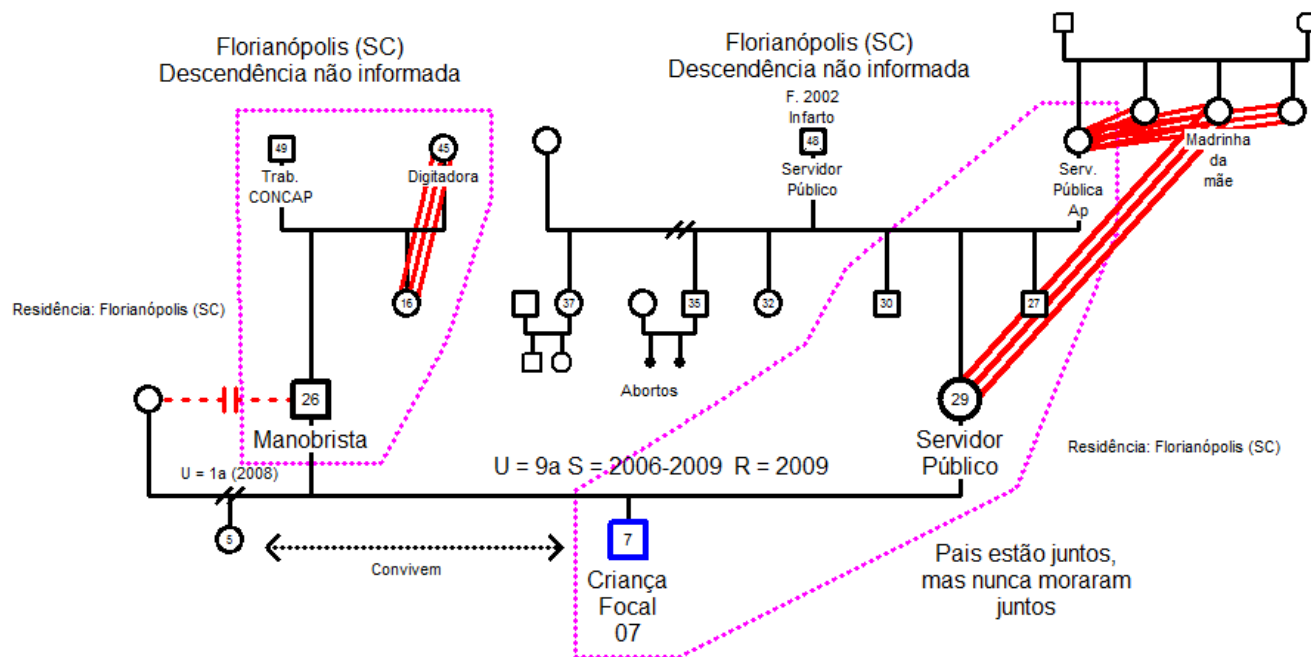 Florianópolis (SC)
Descendência não informada
Florianópolis (SC)
Descendência não informada
F. 2002
Infarto
49
45
48
Trab.
CONCAP
Digitadora
Servidor
Público
Serv.
Pública
Ap
Madrinha
da
mãe
Residência: Florianópolis (SC)
16
37
35
32
30
27
Abortos
26
Manobrista
29
Servidor
Público
Residência: Florianópolis (SC)
U = 1a (2008)
U = 9a S = 2006-2009 R = 2009
5
Convivem
7
Criança
Focal
07
Pais estão juntos,
mas nunca moraram
juntos